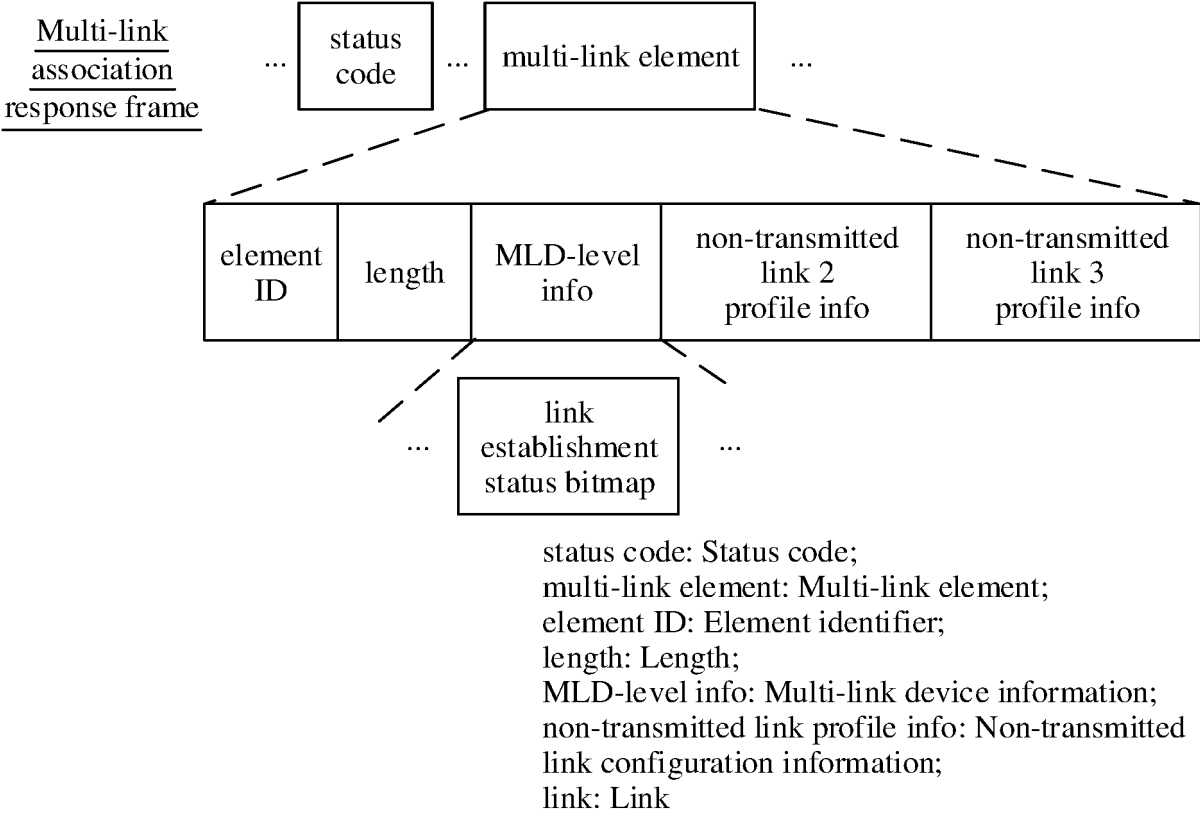 Multi-link
association
response frame
...
status
code
...
multi-link element
...
element
ID
length
MLD-level
info
non-transmitted
link 2
profile info
non-transmitted
link 3
profile info
...
link
establishment
status bitmap
...
status code: Status code;
multi-link element: Multi-link element;
element ID: Element identifier;
length: Length;
MLD-level info: Multi-link device information;
non-transmitted link profile info: Non-transmitted
link configuration information;
link: Link